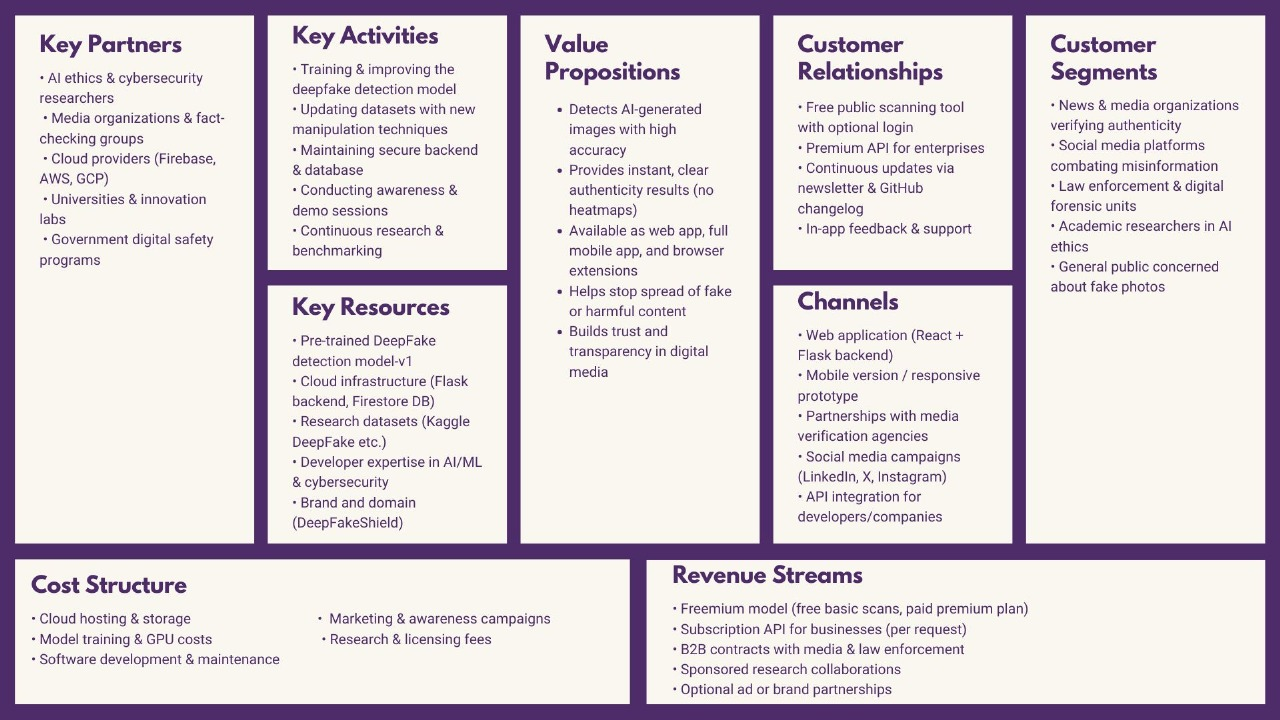 Key Partners
• AI ethics & cybersecurity
researchers
• Media organizations & fact-
checking groups
• Cloud providers (Firebase,
AWS, GCP)
• Universities & innovation
labs
• Government digital safety
programs
Key Activities
• Training & improving the
deepfake detection model
• Updating datasets with new
manipulation techniques
• Maintaining secure backend
& database
• Conducting awareness &
demo sessions
• Continuous research &
benchmarking
Key Resources
• Pre-trained DeepFake
detection model-v1
• Cloud infrastructure (Flask
backend, Firestore DB)
• Research datasets (Kaggle
DeepFake etc.)
• Developer expertise in AI/ML
& cybersecurity
• Brand and domain
(DeepFakeShield)
Value
Propositions
• Detects AI-generated
images with high
accuracy
• Provides instant, clear
authenticity results (no
heatmaps)
• Available as web app, full
mobile app, and browser
extensions
• Helps stop spread of fake
or harmful content
• Builds trust and
transparency in digital
media
Customer
Relationships
• Free public scanning tool
with optional login
• Premium API for enterprises
• Continuous updates via
newsletter & GitHub
changelog
• In-app feedback & support
Channels
• Web application (React +
Flask backend)
• Mobile version / responsive
prototype
• Partnerships with media
verification agencies
• Social media campaigns
(LinkedIn, X, Instagram)
• API integration for
developers/companies
Customer
Segments
• News & media organizations
verifying authenticity
• Social media platforms
combating misinformation
• Law enforcement & digital
forensic units
• Academic researchers in AI
ethics
• General public concerned
about fake photos
Cost Structure
• Cloud hosting & storage
• Model training & GPU costs
• Software development & maintenance
• Marketing & awareness campaigns
• Research & licensing fees
Revenue Streams
• Freemium model (free basic scans, paid premium plan)
• Subscription API for businesses (per request)
• B2B contracts with media & law enforcement
• Sponsored research collaborations
• Optional ad or brand partnerships